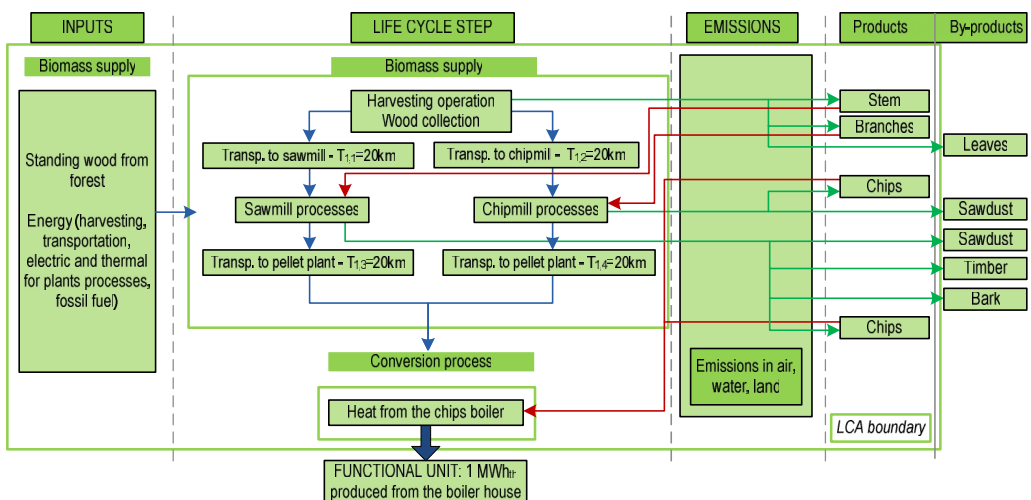 INPUTS
LIFE CYCLE STEP
EMISSIONS
Products
By-products
Biomass supply
Biomass supply
Standing wood from
forest
Energy (harvesting,
transportation,
electric and thermal
for plants processes,
fossil fuel)
Harvesting operation
Wood collection
Transp. to sawmill - T1,1=20km
Transp. to chipmil - T1,2=20km
Sawmill processes
Chipmill processes
Transp. to pellet plant - T1,3=20km
Transp. to pellet plant - T1,4=20km
Conversion process
Heat from the chips boiler
FUNCTIONAL UNIT: 1 MWhth
produced from the boiler house
Emissions in air,
water, land
Stem
Branches
Leaves
Chips
Sawdust
Sawdust
Timber
Bark
Chips
LCA boundary